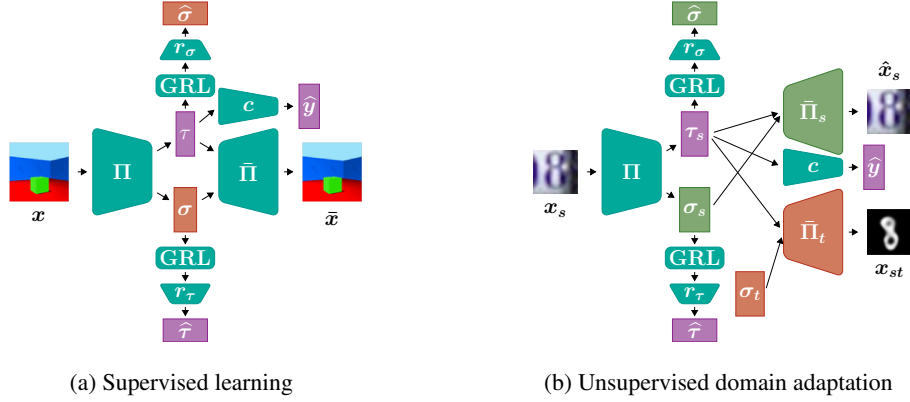 σ̂
r_σ
GRL
τ
c
ŷ
Π
Π̄
x
x̄
σ
GRL
r_τ
τ̂
(a) Supervised learning
σ̂
r_σ
GRL
x̂_s
τ_s
Π̄_s
c
ŷ
Π
x_s
σ_s
Π̄_t
GRL
x_st
r_τ
σ_t
τ̂
(b) Unsupervised domain adaptation